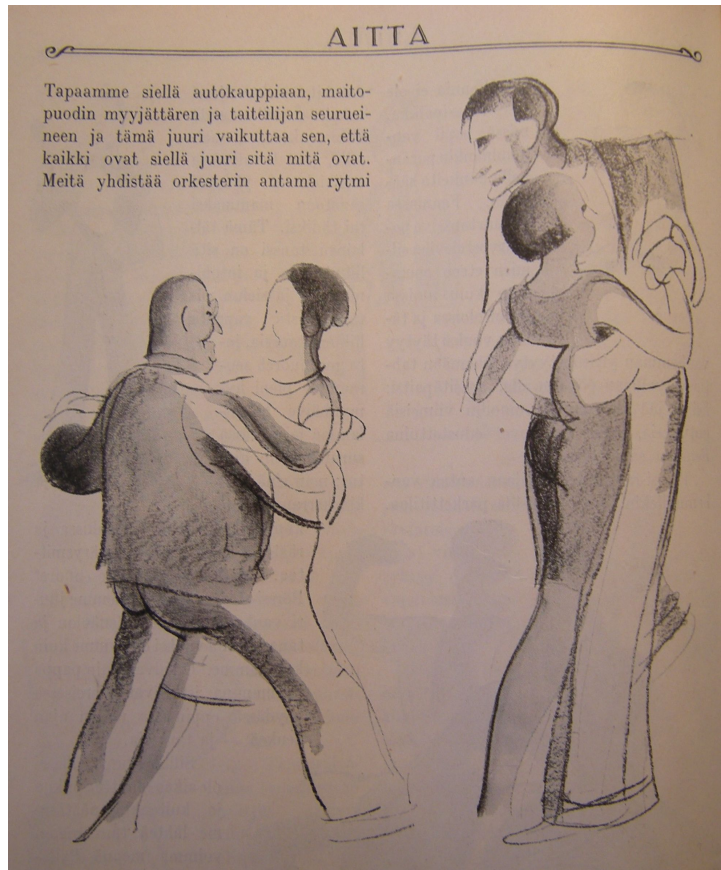 AITTA
Tapaamme siellä autokauppiaan, maito-
puodin myyjättären ja taiteilijan seuruei-
neen ja tämä juuri vaikuttaa sen, että
kaikki ovat siellä juuri sitä mitä ovat.
Meitä yhdistää orkesterin antama rytmi